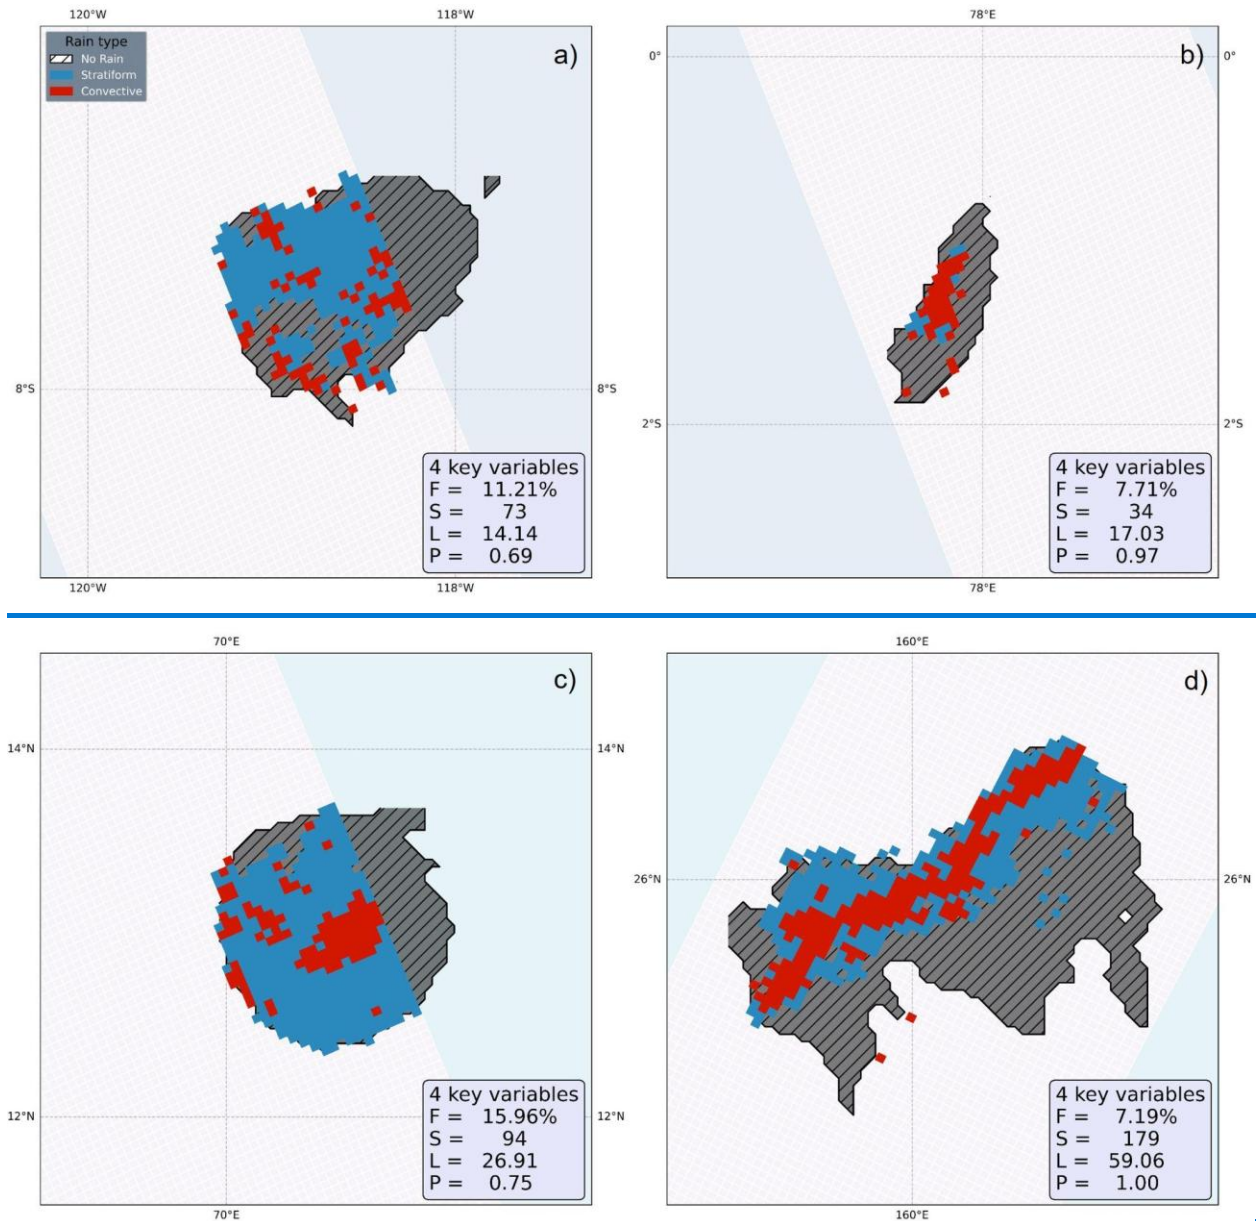 120°W 118°W
Rain type
No Rain
Stratiform
Convective
a)
8°S 8°S
4 key variables
F = 11.21%
S = 73
L = 14.14
P = 0.69
120°W 118°W
78°E
0° 0°
b)
2°S 2°S
4 key variables
F = 7.71%
S = 34
L = 17.03
P = 0.97
78°E
70°E
c)
14°N 14°N
12°N 12°N
4 key variables
F = 15.96%
S = 94
L = 26.91
P = 0.75
70°E
160°E
d)
26°N 26°N
4 key variables
F = 7.19%
S = 179
L = 59.06
P = 1.00
160°E